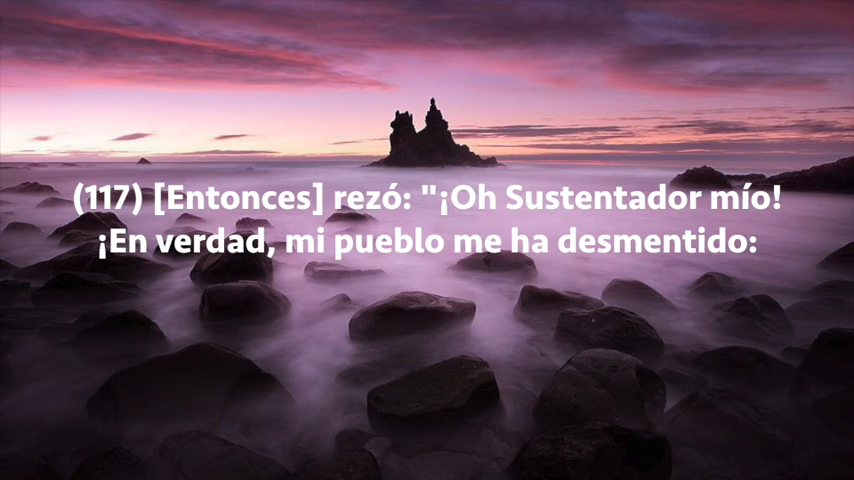 (117) [Entonces] rezó: "¡Oh Sustentador mío!
¡En verdad, mi pueblo me ha desmentido: